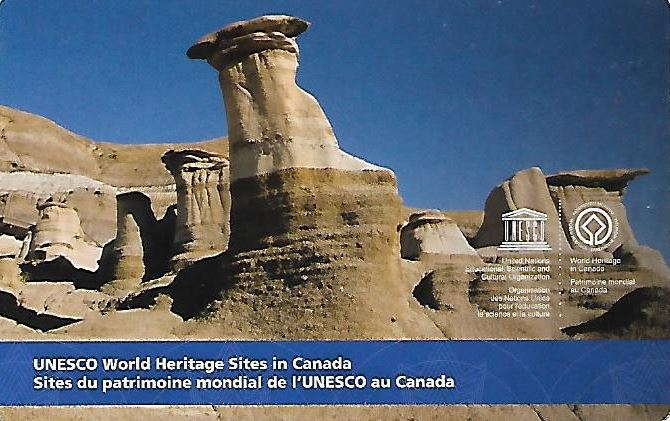 UNESCO
United Nations
Educational, Scientific and
Cultural Organization
Organisation
des Nations Unies
pour l'éducation,
la science et la culture
World Heritage
in Canada
Patrimoine mondial
au Canada
UNESCO World Heritage Sites in Canada
Sites du patrimoine mondial de l'UNESCO au Canada